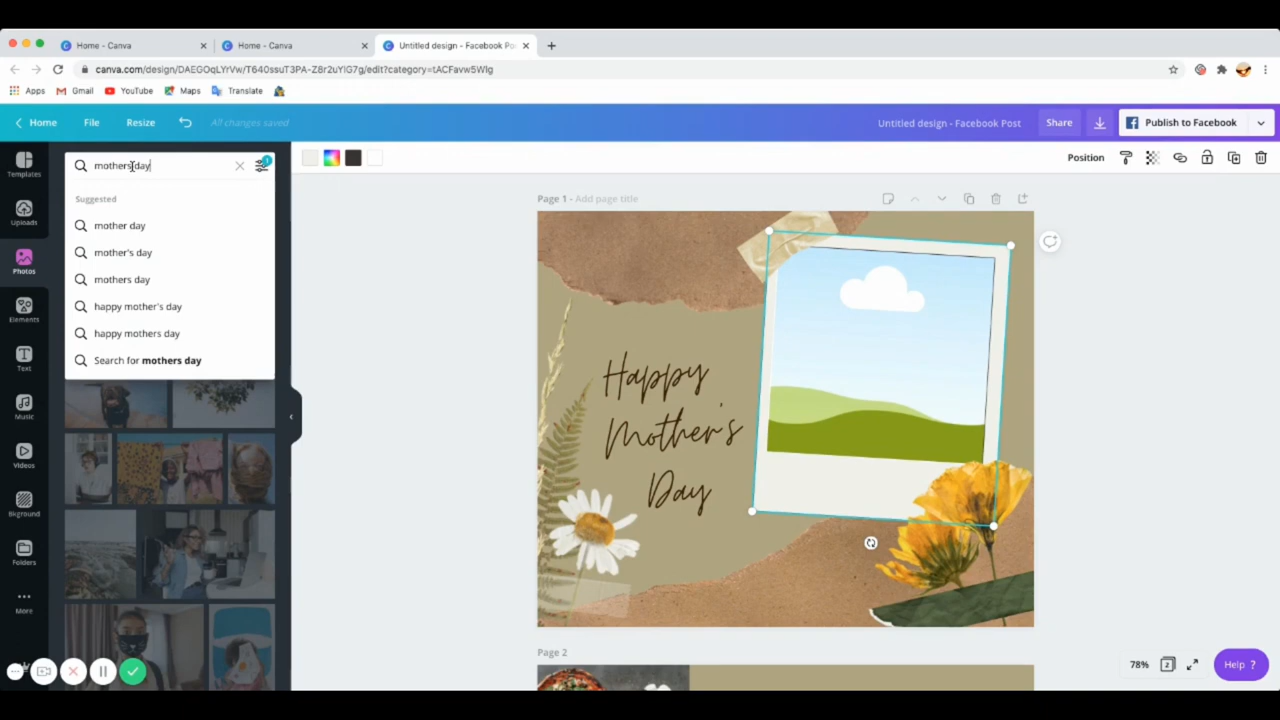 Home - Canva
Home - Canva
Untitled design - Facebook Po
canva.com/design/DAEGOqLYrVw/T640ssuT3PA-Z8r2uYIG7g/edit?category=tACFavw5WIg
Apps Gmail YouTube Maps Translate
Home File Resize All changes saved Untitled design - Facebook Post Share Publish to Facebook
mothers day
Position
Templates
Uploads
Photos
Elements
Text
Music
Videos
Bkground
Folders
More
Suggested
mother day
mother's day
mothers day
happy mother's day
happy mothers day
Search for mothers day
Page 1 - Add page title
Happy
Mother's
Day
Page 2
78% 2 Help ?